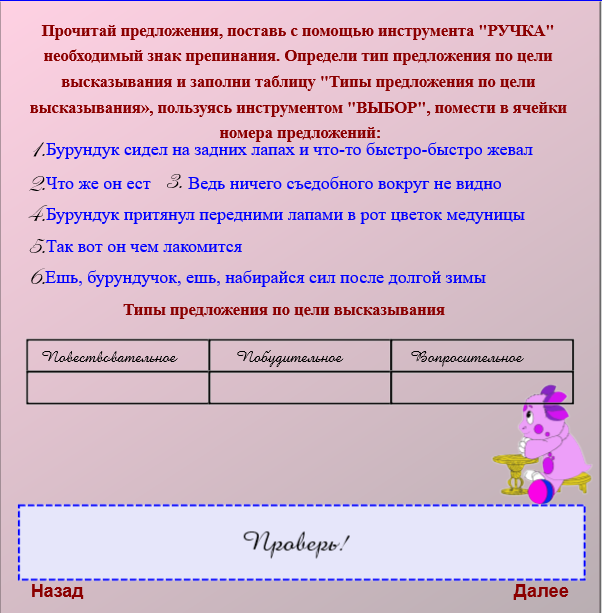 Прочитай предложения, поставь с помощью инструмента "РУЧКА"
необходимый знак препинания. Определи тип предложения по цели
высказывания и заполни таблицу "Типы предложения по цели
высказывания», пользуясь инструментом "ВЫБОР", помести в ячейки
номера предложений:
1.Бурундук сидел на задних лапах и что-то быстро-быстро жевал
2.Что же он ест 3. Ведь ничего съедобного вокруг не видно
4.Бурундук притянул передними лапами в рот цветок медуницы
5.Так вот он чем лакомится
6.Ешь, бурундучок, ешь, набирайся сил после долгой зимы
Типы предложения по цели высказывания
Повествовательное Побудительное Вопросительное
Проверь!
Назад Далее